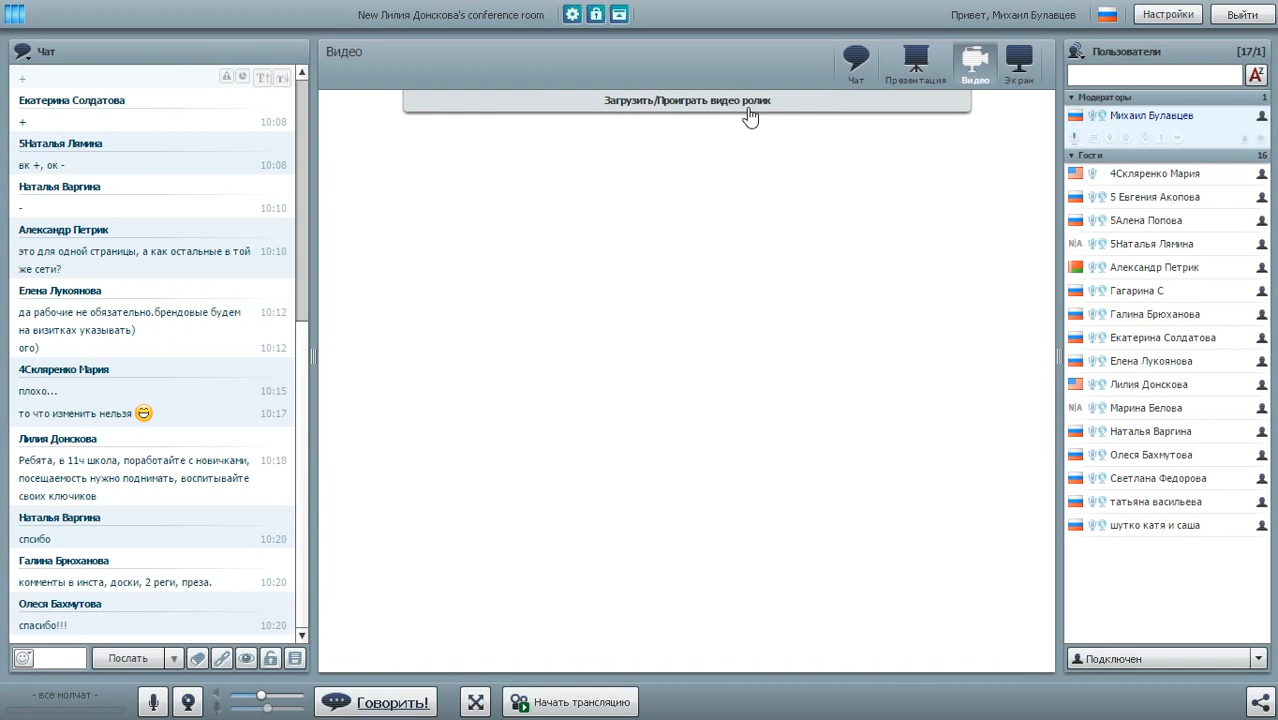 New Лилия Донскова's conference room
Привет, Михаил Булавцев
Настройки
Выйти
Чат
+
Екатерина Солдатова
+ 10:08
5Наталья Лямина
вк +, ок - 10:08
Наталья Варгина
- 10:10
Александр Петрик
это для одной страницы, а как остальные в той 10:10
же сети?
Елена Лукоянова
да рабочие не обязательно.брендовые будем 10:12
на визитках указывать)
ого) 10:12
4Скляренко Мария
плохо... 10:15
то что изменить нельзя 10:17
Лилия Донскова
Ребята, в 11ч школа, поработайте с новичками, 10:18
посещаемость нужно поднимать, воспитывайте
своих ключиков
Наталья Варгина
спсибо 10:20
Галина Брюханова
комменты в инста, доски, 2 реги, преза. 10:20
Олеся Бахмутова
спасибо!!! 10:20
Послать
Видео
Чат
Презентация
Видео
Экран
Загрузить/Проиграть видео ролик
Пользователи [17/1]
Модераторы 1
Михаил Булавцев
Гости 16
4Скляренко Мария
5 Евгения Акопова
5Алена Попова
N|A 5Наталья Лямина
Александр Петрик
Гагарина С
Галина Брюханова
Екатерина Солдатова
Елена Лукоянова
Лилия Донскова
N|A Марина Белова
Наталья Варгина
Олеся Бахмутова
Светлана Федорова
татьяна васильева
шутко катя и саша
Подключен
- все молчат -
Говорить!
Начать трансляцию